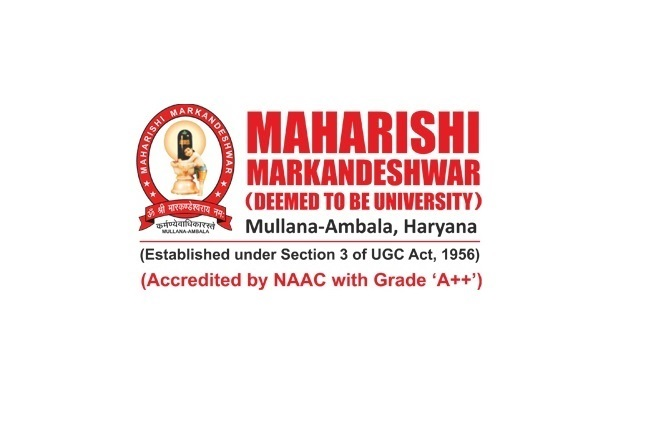 MAHARISHI MARKANDESHWAR
ॐ श्री मारकण्डेश्वराय नमः
कर्मण्येवाधिकारस्ते
MULLANA-AMBALA
MAHARISHI
MARKANDESHWAR
(DEEMED TO BE UNIVERSITY)
Mullana-Ambala, Haryana
(Established under Section 3 of UGC Act, 1956)
(Accredited by NAAC with Grade ‘A++’)